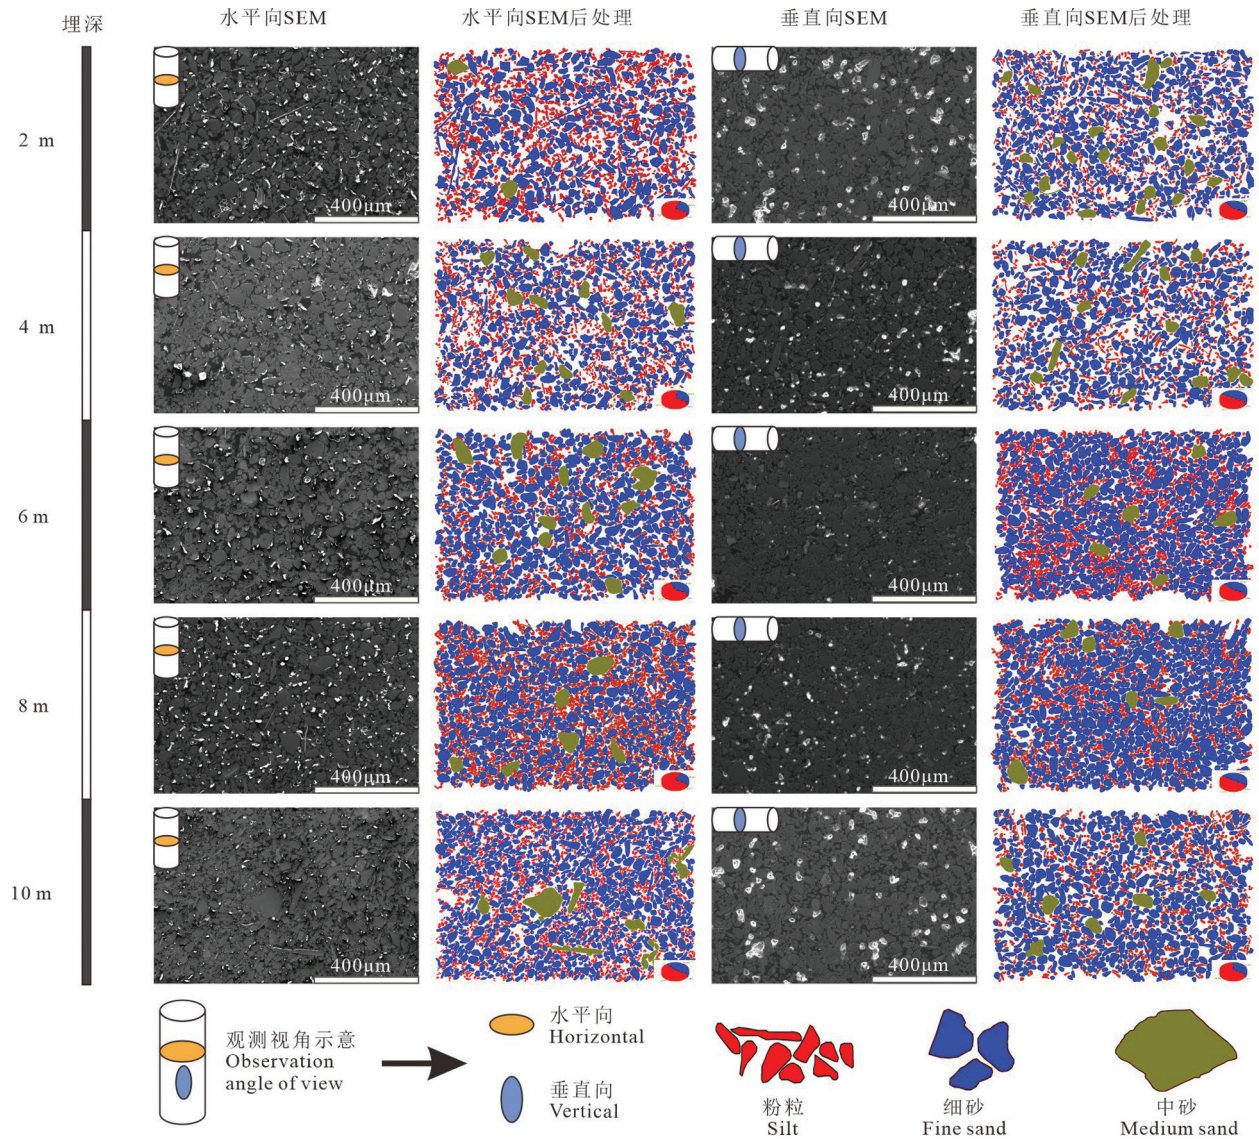 埋深
水平向SEM
水平向SEM后处理
垂直向SEM
垂直向SEM后处理
2 m
400μm
400μm
4 m
400μm
400μm
6 m
400μm
400μm
8 m
400μm
400μm
10 m
400μm
400μm
观测视角示意
Observation
angle of view
水平向
Horizontal
垂直向
Vertical
粉粒
Silt
细砂
Fine sand
中砂
Medium sand